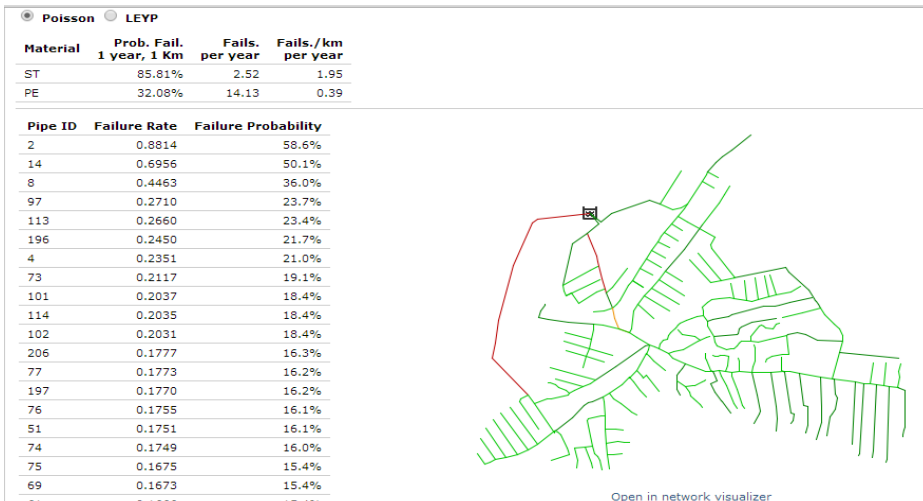 Poisson LEYP
Material Prob. Fail. 1 year, 1 Km Fails. per year Fails./km per year
ST 85.81% 2.52 1.95
PE 32.08% 14.13 0.39
Pipe ID Failure Rate Failure Probability
2 0.8814 58.6%
14 0.6956 50.1%
8 0.4463 36.0%
97 0.2710 23.7%
113 0.2660 23.4%
196 0.2450 21.7%
4 0.2351 21.0%
73 0.2117 19.1%
101 0.2037 18.4%
114 0.2035 18.4%
102 0.2031 18.4%
206 0.1777 16.3%
77 0.1773 16.2%
197 0.1770 16.2%
76 0.1755 16.1%
51 0.1751 16.1%
74 0.1749 16.0%
75 0.1675 15.4%
69 0.1673 15.4%
Open in network visualizer